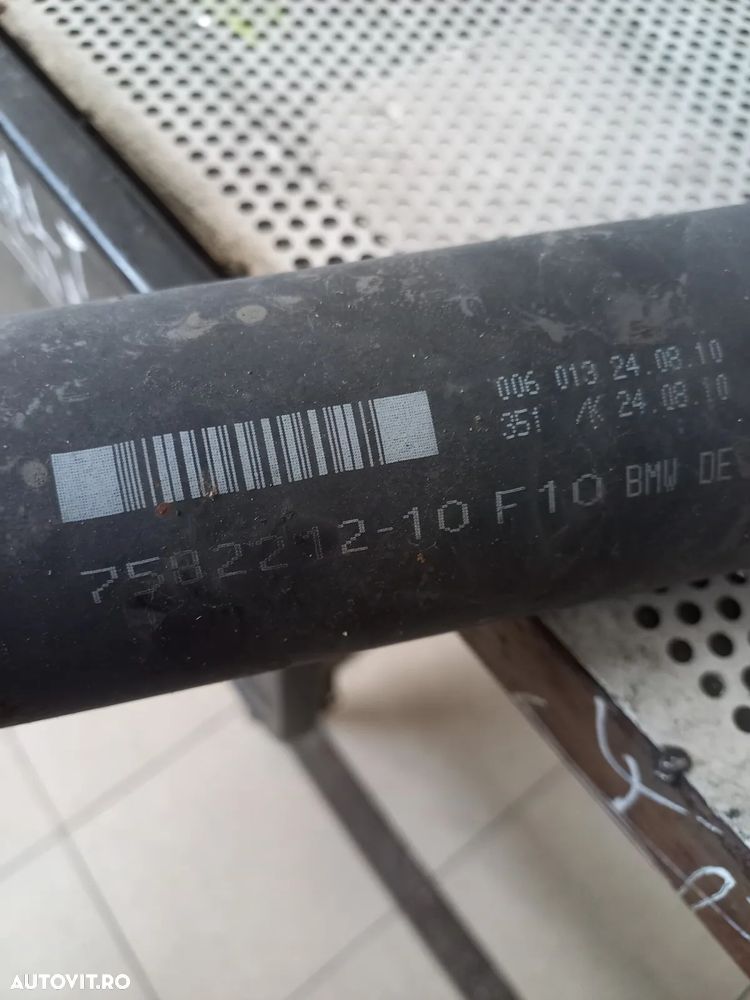 006 013 24.08.10
351 /K 24.08.10
7582212-10 F10 BMW DE
AUTOVIT.RO